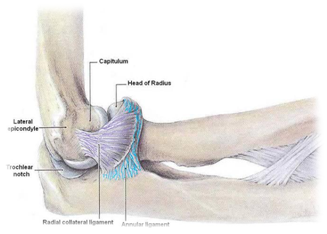 Capitulum
Head of Radius
Lateral
epicondyle
Trochlear
notch
Radial collateral ligament
Annular ligament